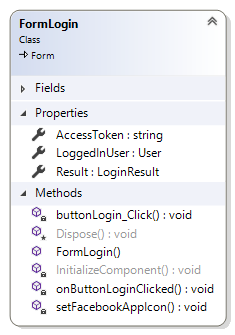 FormLogin
Class
Form
Fields
Properties
AccessToken : string
LoggedInUser : User
Result : LoginResult
Methods
buttonLogin_Click() : void
Dispose() : void
FormLogin()
InitializeComponent() : void
onButtonLoginClicked() : void
setFacebookAppIcon() : void